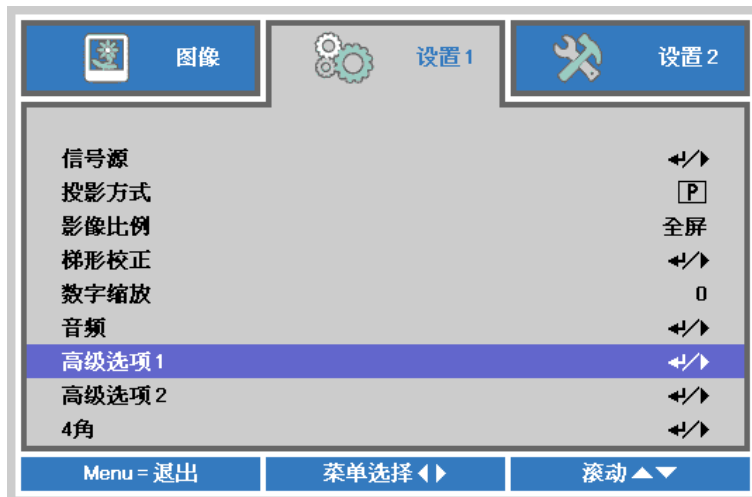 图像 设置1 设置2
信号源
投影方式 P
影像比例 全屏
梯形校正
数字缩放 0
音频
高级选项1
高级选项2
4角
Menu = 退出 菜单选择 滚动